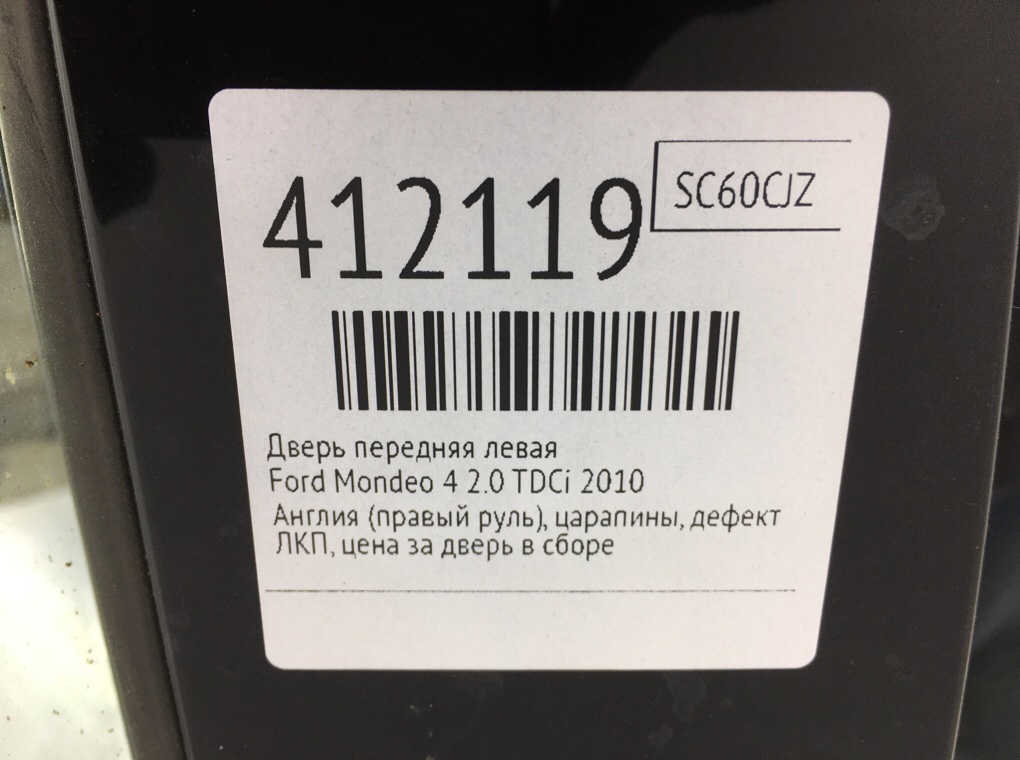 412119
SC60CJZ
Дверь передняя левая
Ford Mondeo 4 2.0 TDCi 2010
Англия (правый руль), царапины, дефект
ЛКП, цена за дверь в сборе